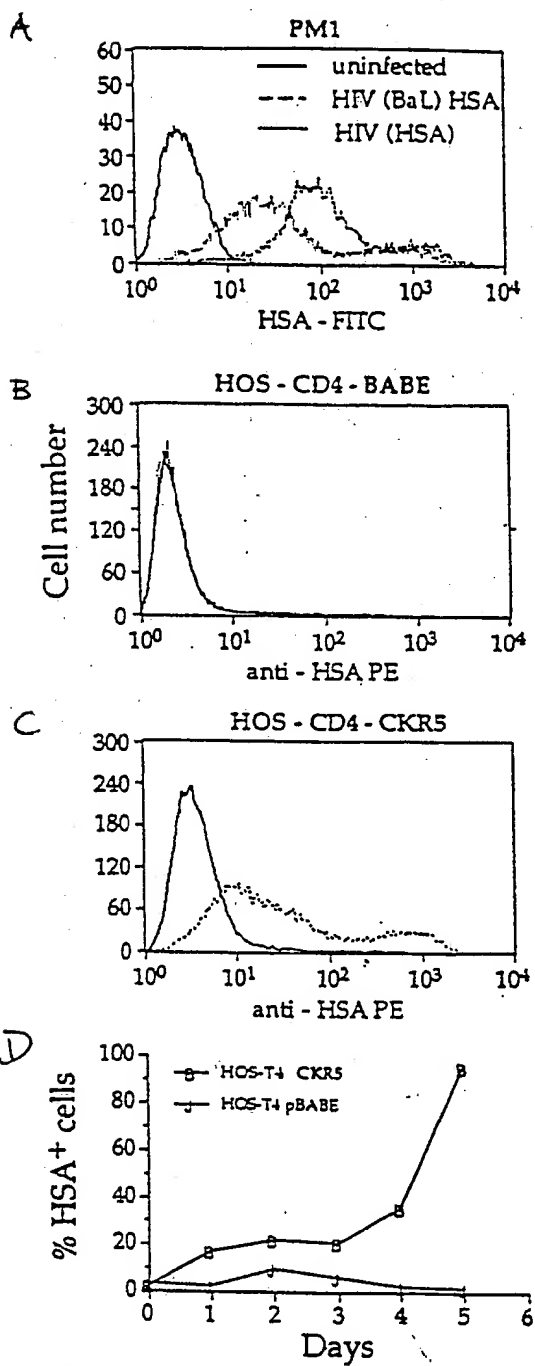 A
PM1
60
50
40
30
20
10
0
uninfected
HIV (BaL) HSA
HIV (HSA)
10⁰ 10¹ 10² 10³ 10⁴
HSA - FITC
B
HOS - CD4 - BABE
300
240
180
120
60
0
Cell number
10⁰ 10¹ 10² 10³ 10⁴
anti - HSA PE
C
HOS - CD4 - CKR5
300
240
180
120
60
0
10⁰ 10¹ 10² 10³ 10⁴
anti - HSA PE
D
100
80
60
40
20
0
% HSA⁺ cells
B HOS-T4 CKR5
J HOS-T4 pBABE
0 1 2 3 4 5 6
Days